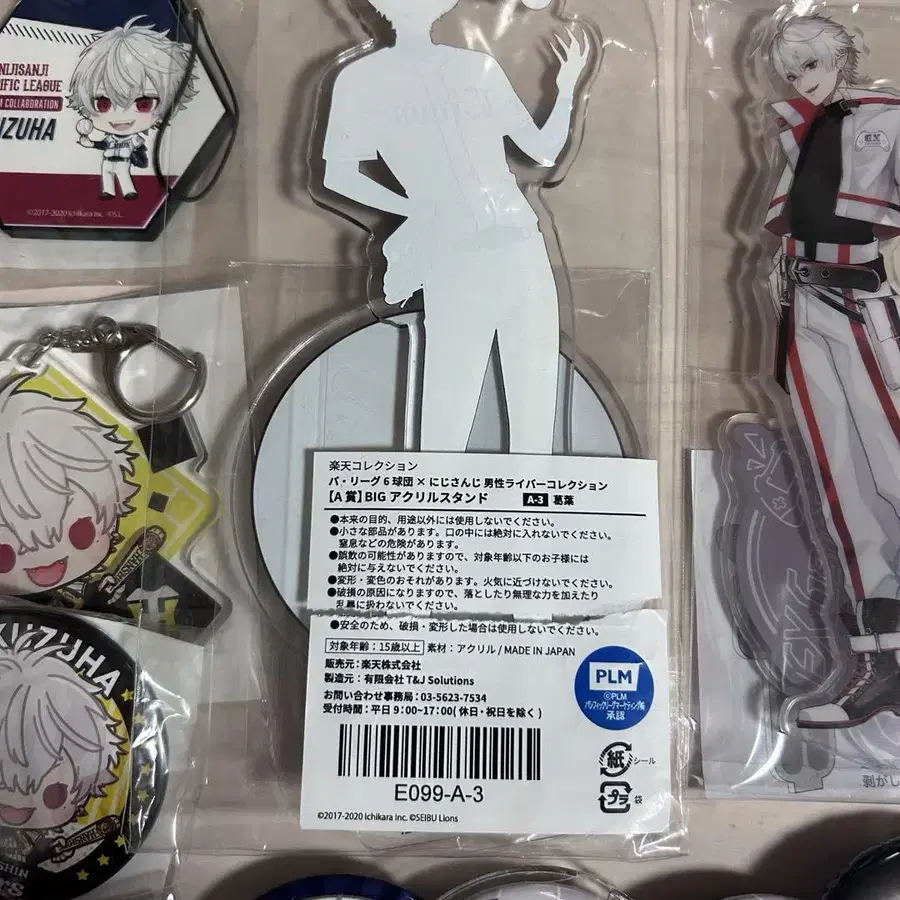 NIJISANJI
IFIC LEAGUE
M COLLABORATION
UZUHA
©2017-2020 Ichikara Inc. ©S.L.
楽天コレクション
パ・リーグ6球団×にじさんじ 男性ライバーコレクション
【A賞】BIG アクリルスタンド A-3 葛葉
●本来の目的、用途以外には使用しないでください。
●小さな部品があります。口の中には絶対に入れないでください。
窒息などの危険があります。
●誤飲の可能性がありますので、対象年齢以下のお子様には
絶対に与えないでください。
●変形・変色のおそれがあります。火気に近づけないでください。
●破損の原因になりますので、落としたり無理な力を加えたり
乱暴に扱わないでください。
●安全のため、破損・変形した場合は使用しないでください。
対象年齢:15歳以上 素材:アクリル / MADE IN JAPAN
販売元:楽天株式会社
製造元:有限会社 T&J Solutions
お問い合わせ事務局:03-5623-7534
受付時間:平日 9:00~17:00(休日・祝日を除く)
PLM
©PLM
パシフィックリーグマーケティング㈱
承認
紙 シール
プラ 袋
E099-A-3
©2017-2020 Ichikara Inc. ©SEIBU Lions
KUZUHA
剥がし